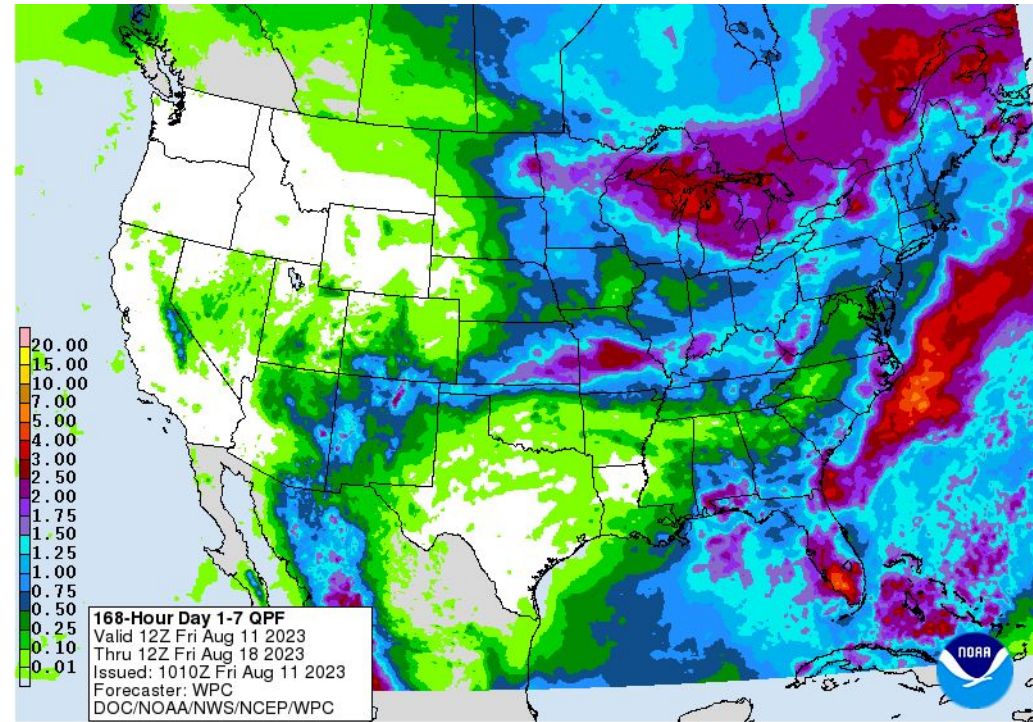 20.00
15.00
10.00
7.00
5.00
4.00
3.00
2.50
2.00
1.75
1.50
1.25
1.00
0.75
0.50
0.25
0.10
0.01
168-Hour Day 1-7 QPF
Valid 12Z Fri Aug 11 2023
Thru 12Z Fri Aug 18 2023
Issued: 1010Z Fri Aug 11 2023
Forecaster: WPC
DOC/NOAA/NWS/NCEP/WPC
NOAA